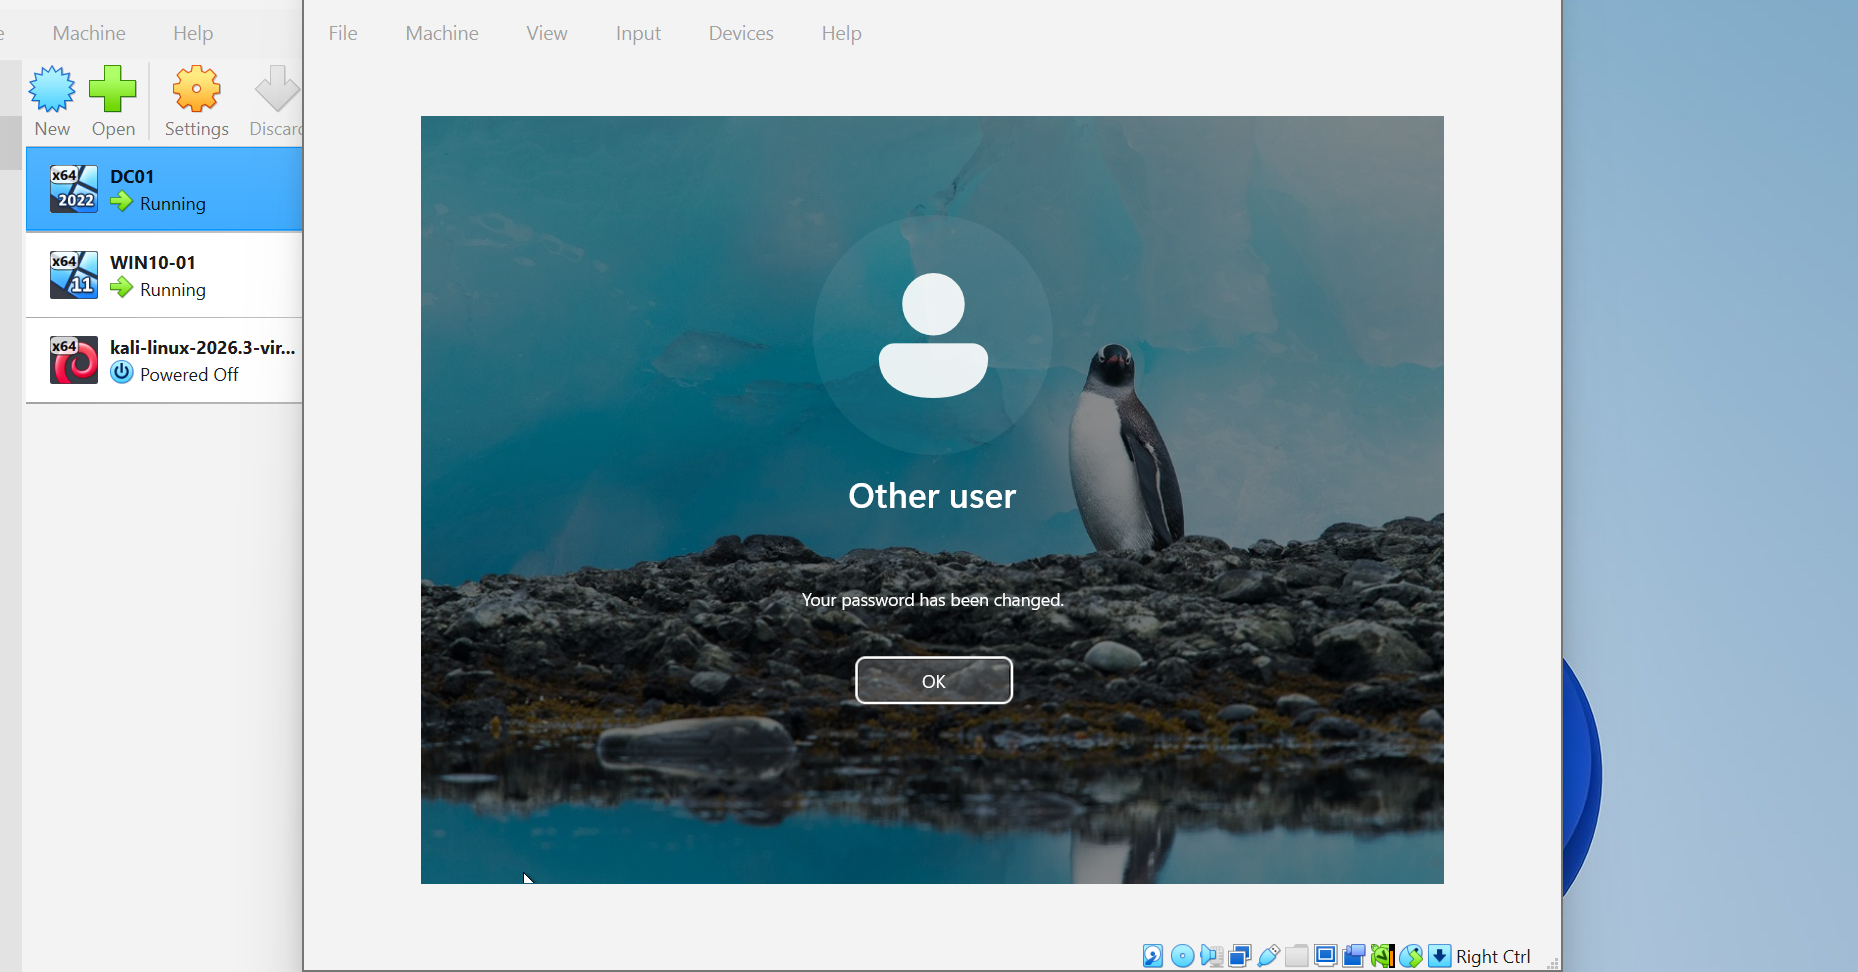 Machine Help
New Open Settings Discard
x64 2022 DC01
Running
x64 11 WIN10-01
Running
x64 kali-linux-2026.3-vir...
Powered Off
File Machine View Input Devices Help
Other user
Your password has been changed.
OK
Right Ctrl